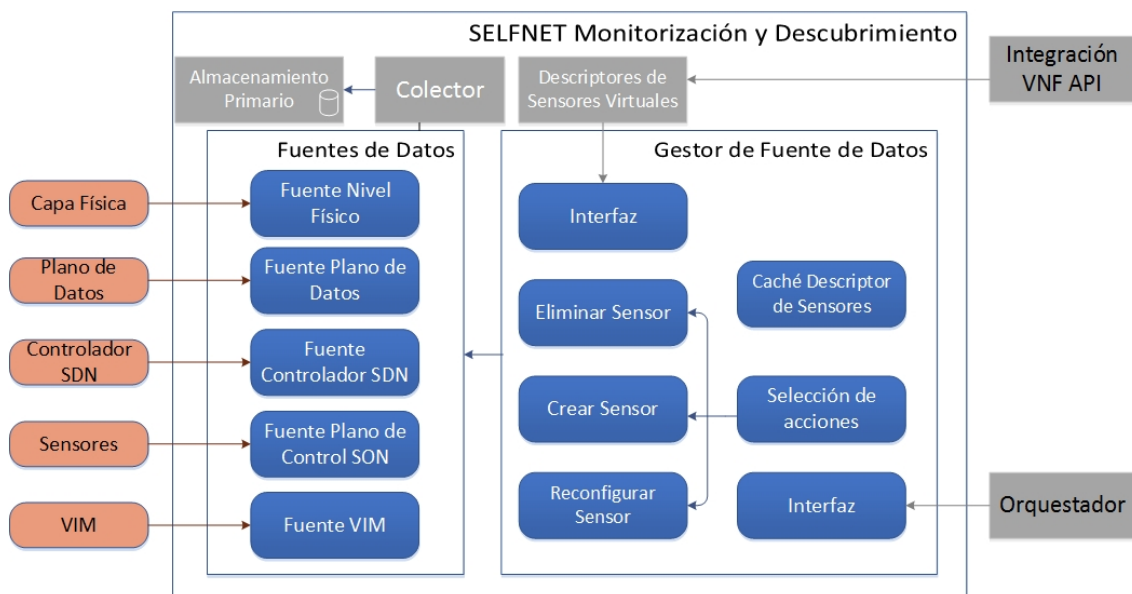 SELFNET Monitorización y Descubrimiento
Integración
VNF API
Almacenamiento
Primario
Colector
Descriptores de
Sensores Virtuales
Fuentes de Datos
Gestor de Fuente de Datos
Capa Física
Fuente Nivel
Físico
Interfaz
Plano de
Datos
Fuente Plano de
Datos
Eliminar Sensor
Caché Descriptor
de Sensores
Controlador
SDN
Fuente
Controlador SDN
Crear Sensor
Selección de
acciones
Sensores
Fuente Plano de
Control SON
Reconfigurar
Sensor
Interfaz
Orquestador
VIM
Fuente VIM